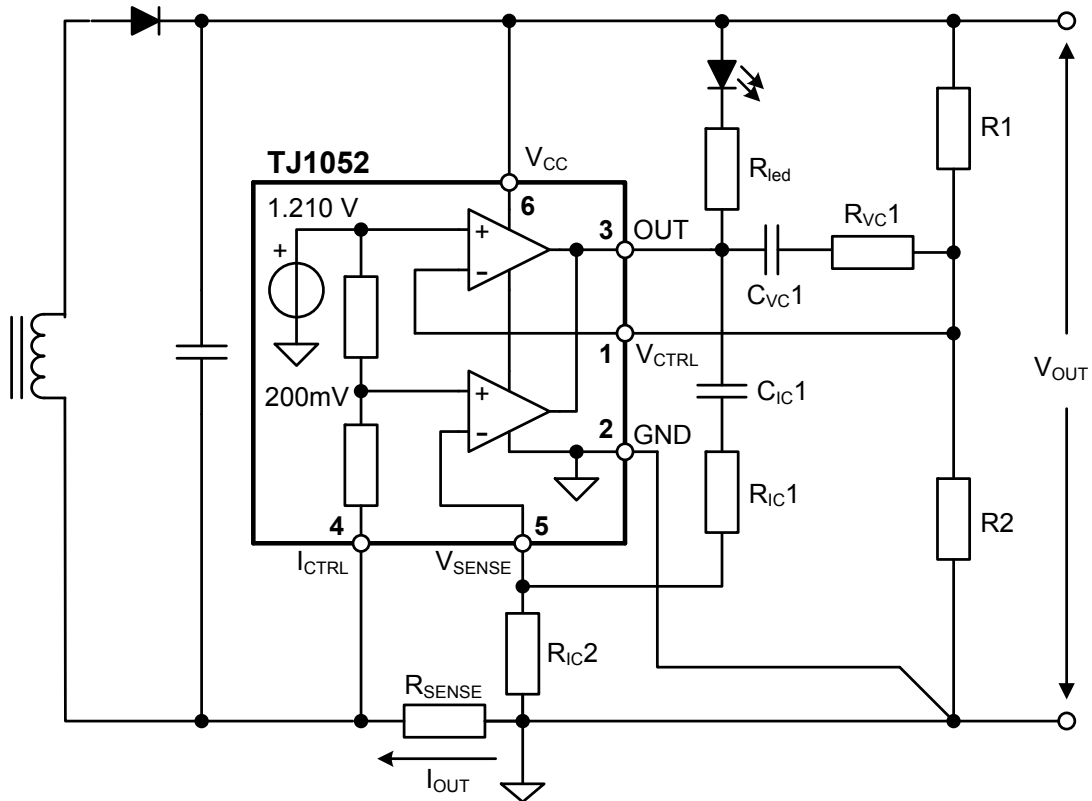 TJ1052
V_CC
6
1.210 V
+
+
-
3
OUT
R_led
R1
R_VC1
C_VC1
1
V_CTRL
200mV
+
-
2
GND
C_IC1
V_OUT
R_IC1
R2
4
5
I_CTRL
V_SENSE
R_IC2
R_SENSE
I_OUT